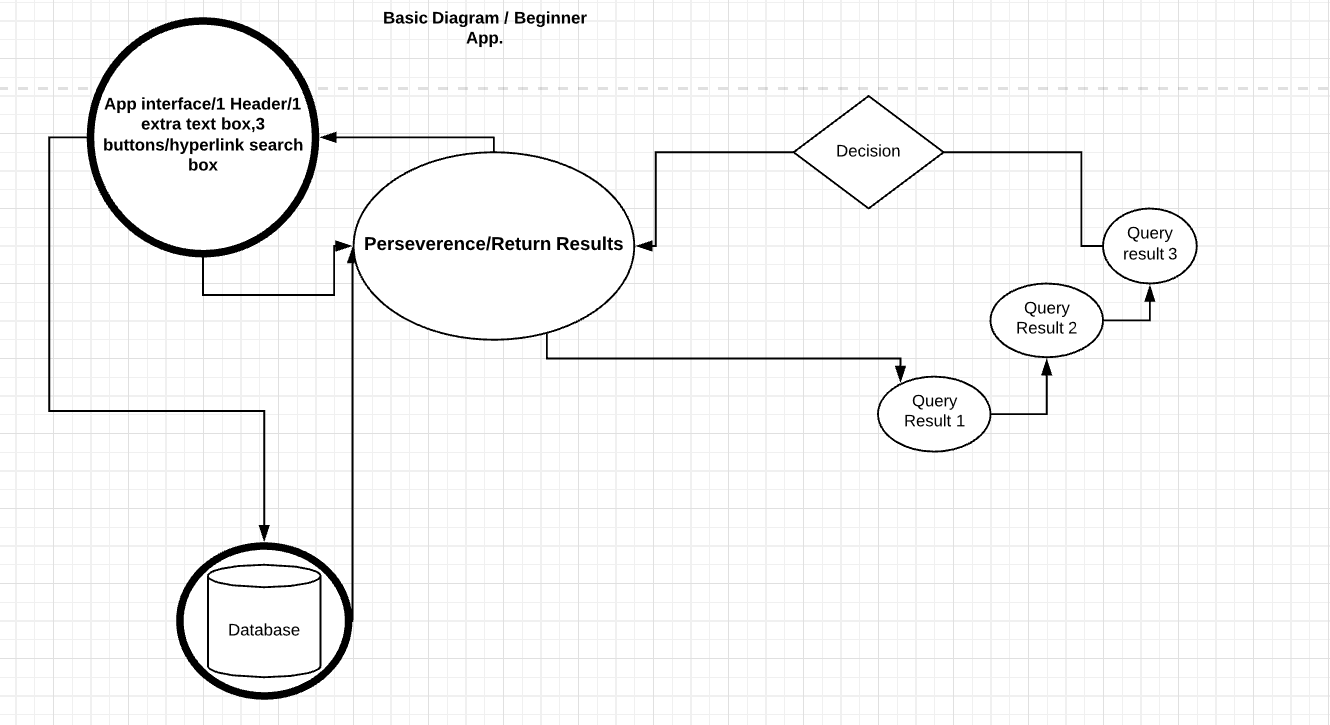 Basic Diagram / Beginner
App.
App interface/1 Header/1
extra text box,3
buttons/hyperlink search
box
Perseverence/Return Results
Decision
Query
result 3
Query
Result 2
Query
Result 1
Database